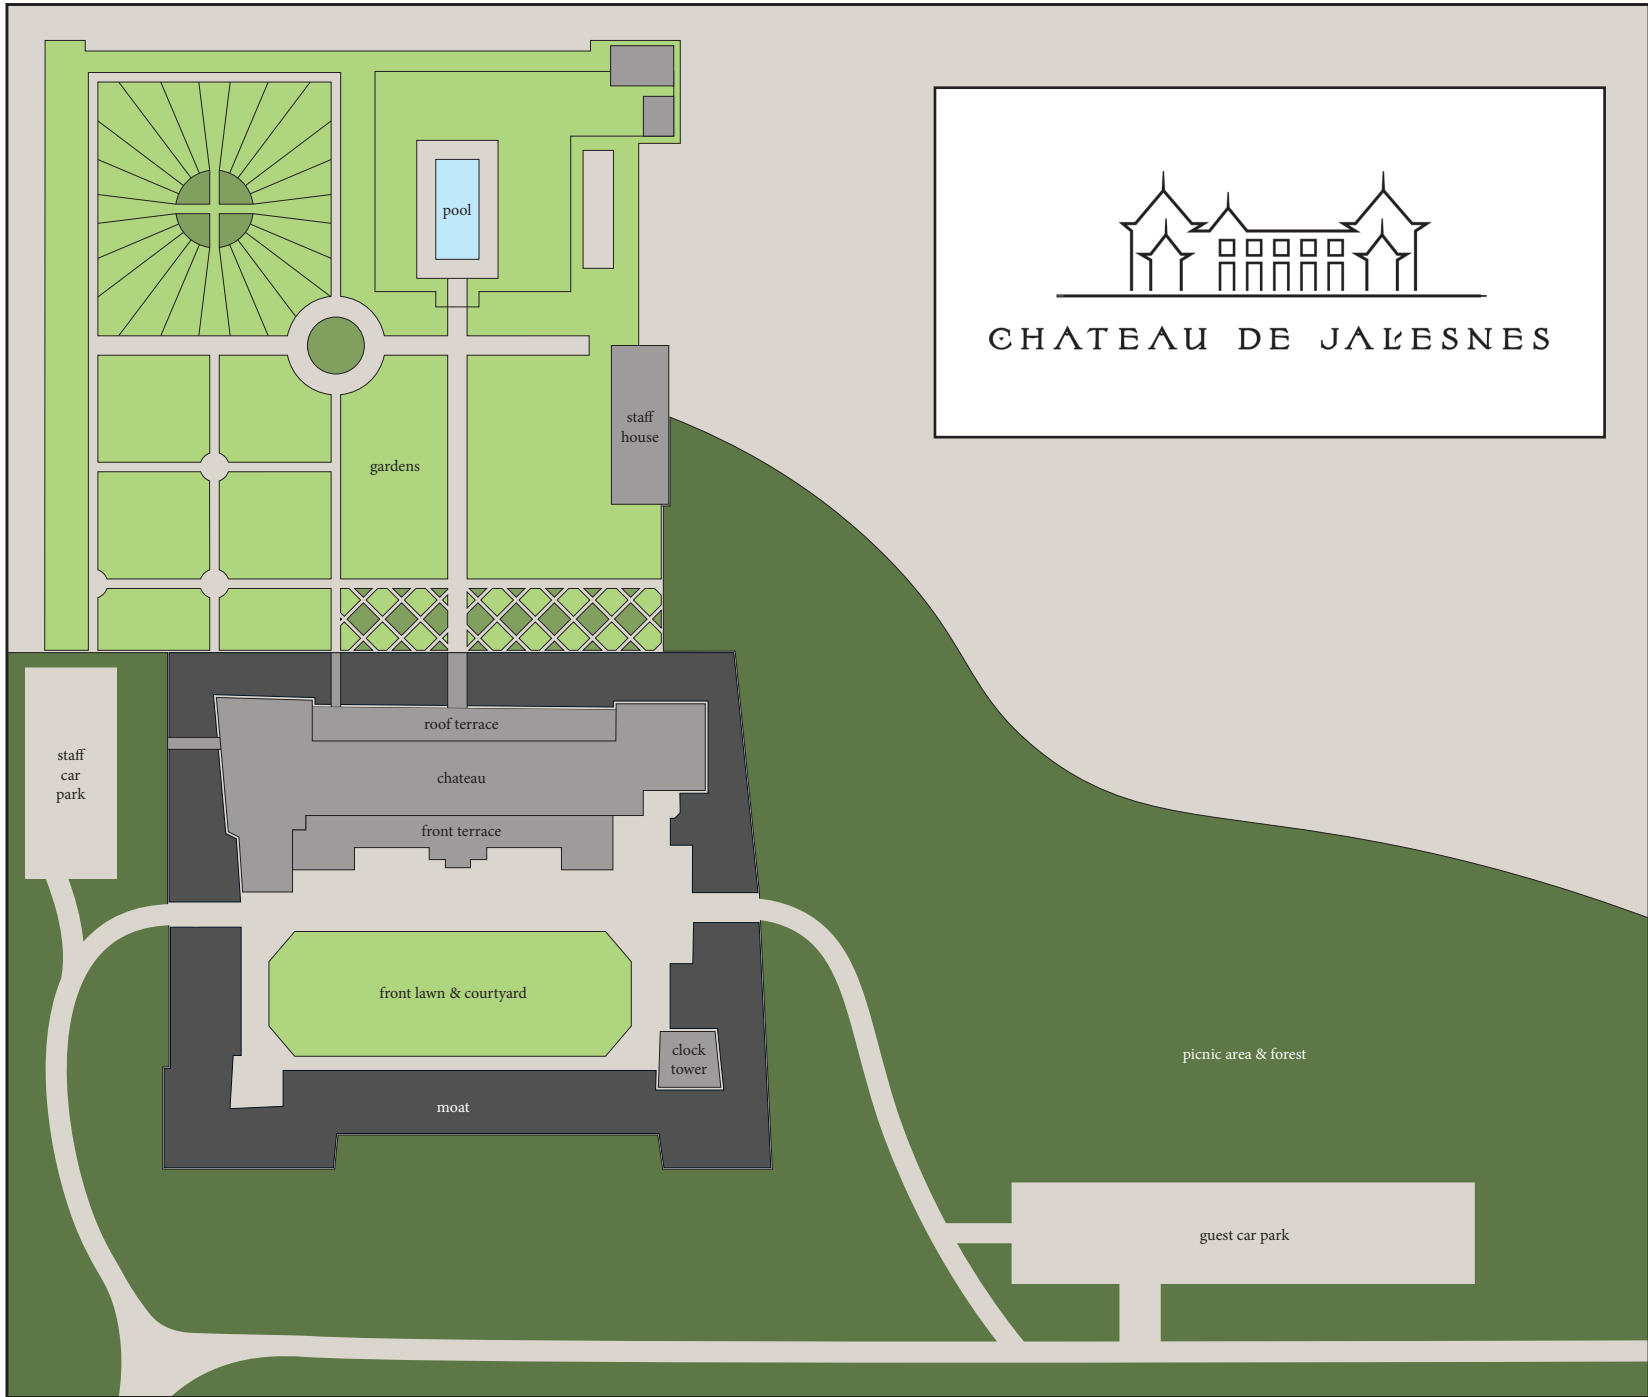 pool
CHATEAU DE JALESNES
staff
house
gardens
roof terrace
staff
car
park
chateau
front terrace
front lawn & courtyard
clock
tower
picnic area & forest
moat
guest car park